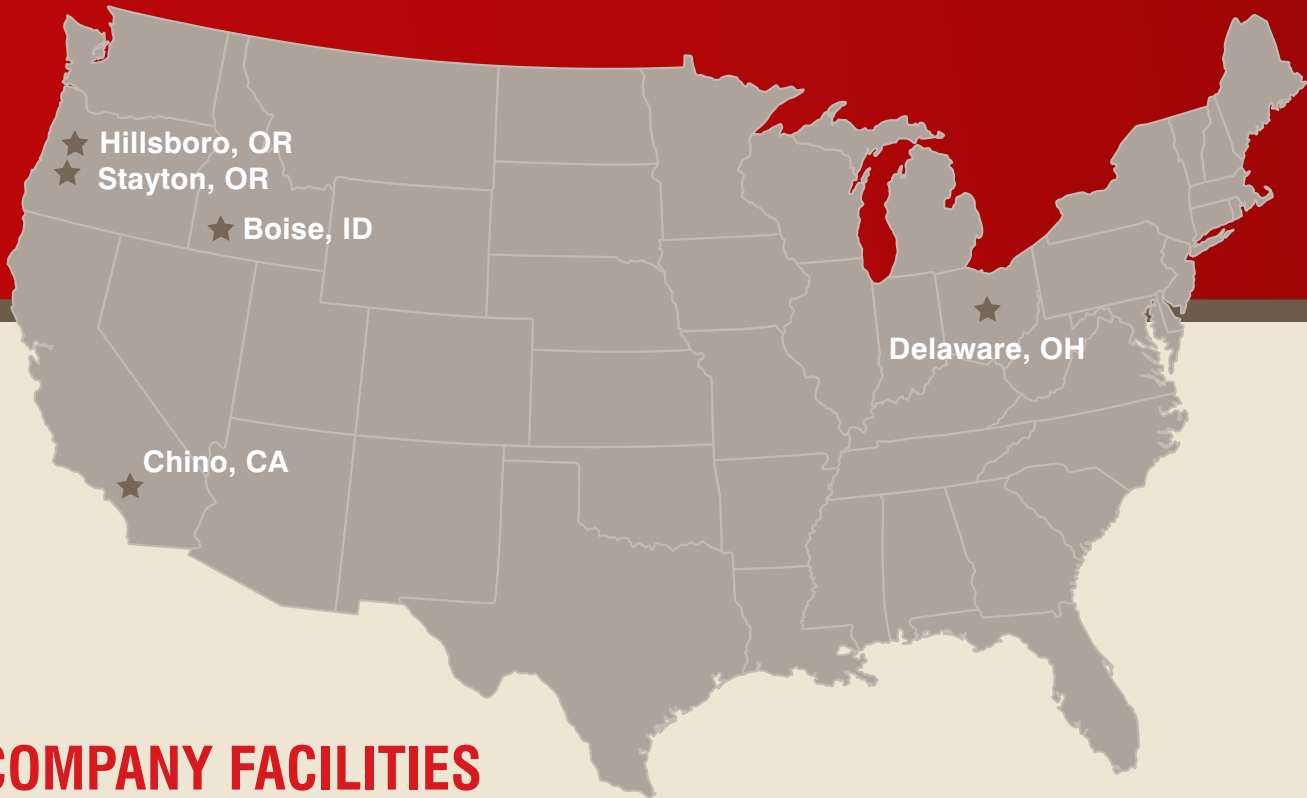 Hillsboro, OR
Stayton, OR
Boise, ID
Delaware, OH
Chino, CA
COMPANY FACILITIES